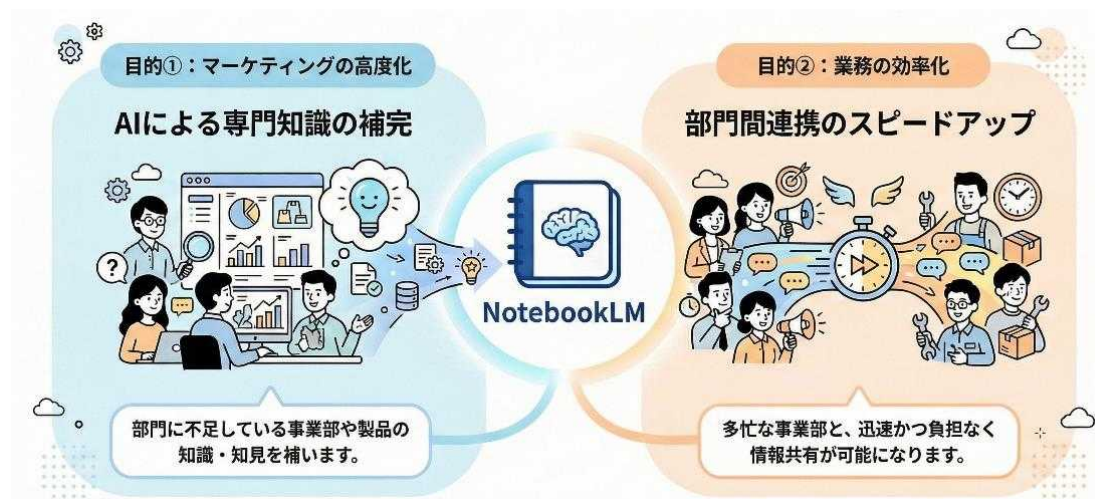 目的①：マーケティングの高度化
AIによる専門知識の補完
?
部門に不足している事業部や製品の
知識・知見を補います。
NotebookLM
目的②：業務の効率化
部門間連携のスピードアップ
多忙な事業部と、迅速かつ負担なく
情報共有が可能になります。